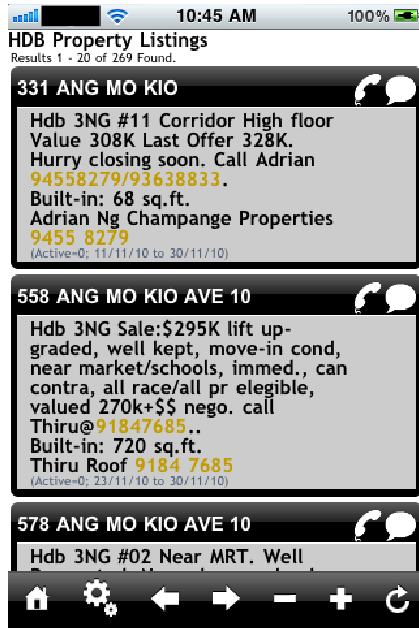 10:45 AM
100%
HDB Property Listings
Results 1 - 20 of 269 Found.
331 ANG MO KIO
Hdb 3NG #11 Corridor High floor
Value 308K Last Offer 328K.
Hurry closing soon. Call Adrian
94558279/93638833.
Built-in: 68 sq.ft.
Adrian Ng Champange Properties
9455 8279
(Active=0; 11/11/10 to 30/11/10)
558 ANG MO KIO AVE 10
Hdb 3NG Sale:$295K lift up-
graded, well kept, move-in cond,
near market/schools, immed., can
contra, all race/all pr elegible,
valued 270k+$$ nego. call
Thiru@91847685..
Built-in: 720 sq.ft.
Thiru Roof 9184 7685
(Active=0; 23/11/10 to 30/11/10)
578 ANG MO KIO AVE 10
Hdb 3NG #02 Near MRT. Well